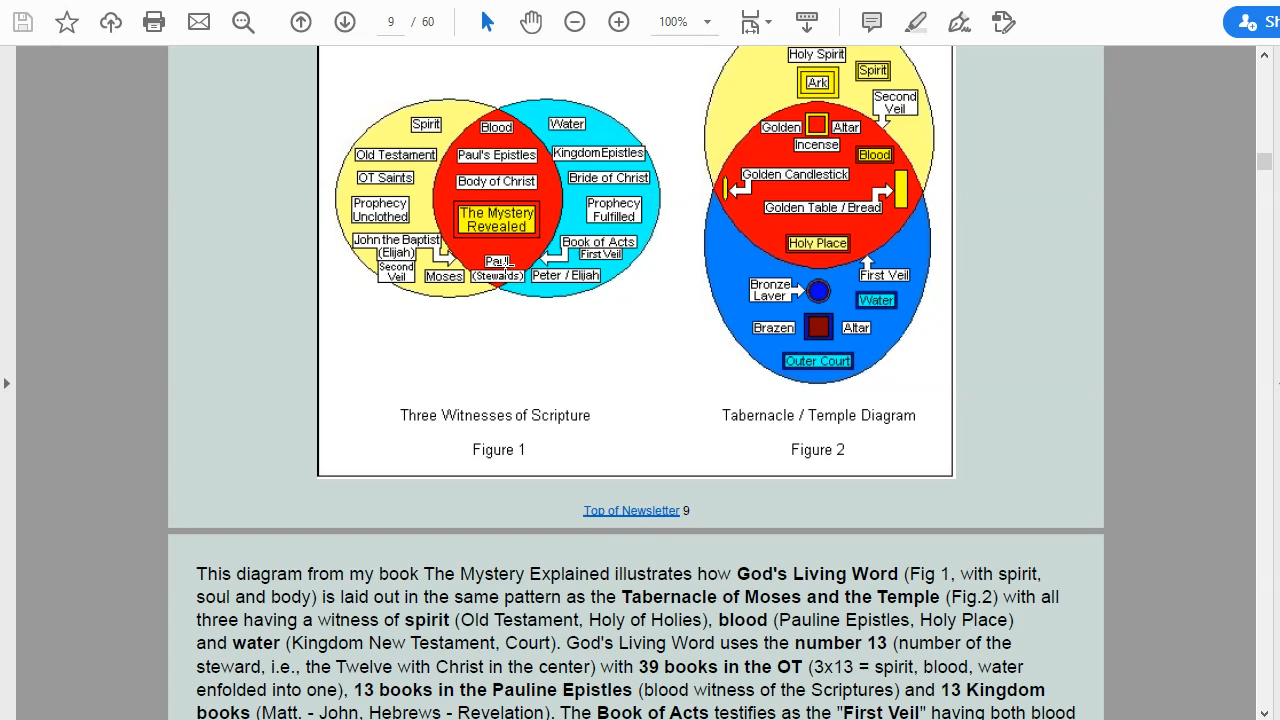 9 / 60
100%
Sh
Spirit
Blood
Water
Old Testament
Paul's Epistles
Kingdom Epistles
OT Saints
Body of Christ
Bride of Christ
Prophecy
Unclothed
The Mystery
Revealed
Prophecy
Fulfilled
John the Baptist
(Elijah)
Book of Acts
First Veil
Second
Veil
Moses
Paul
(Stewards)
Peter / Elijah
Three Witnesses of Scripture
Figure 1
Holy Spirit
Ark
Spirit
Second
Veil
Golden Altar
Incense
Blood
Golden Candlestick
Golden Table / Bread
Holy Place
First Veil
Bronze
Laver
Water
Brazen Altar
Outer Court
Tabernacle / Temple Diagram
Figure 2
Top of Newsletter 9
This diagram from my book The Mystery Explained illustrates how God's Living Word (Fig 1, with spirit,
soul and body) is laid out in the same pattern as the Tabernacle of Moses and the Temple (Fig.2) with all
three having a witness of spirit (Old Testament, Holy of Holies), blood (Pauline Epistles, Holy Place)
and water (Kingdom New Testament, Court). God's Living Word uses the number 13 (number of the
steward, i.e., the Twelve with Christ in the center) with 39 books in the OT (3x13 = spirit, blood, water
enfolded into one), 13 books in the Pauline Epistles (blood witness of the Scriptures) and 13 Kingdom
books (Matt. - John, Hebrews - Revelation). The Book of Acts testifies as the "First Veil" having both blood